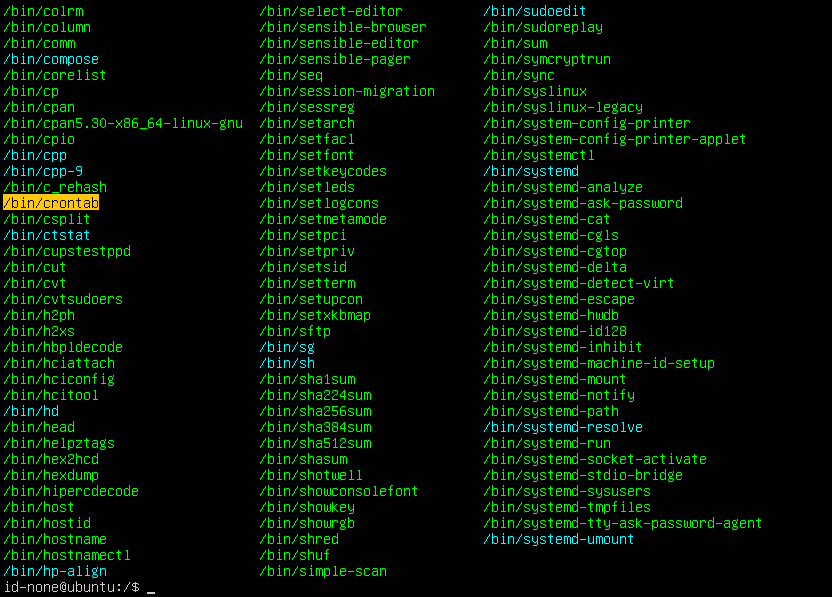 /bin/colrm /bin/select-editor /bin/sudoedit
/bin/column /bin/sensible-browser /bin/sudoreplay
/bin/comm /bin/sensible-editor /bin/sum
/bin/compose /bin/sensible-pager /bin/symcryptrun
/bin/corelist /bin/seq /bin/sync
/bin/cp /bin/session-migration /bin/syslinux
/bin/cpan /bin/sessreg /bin/syslinux-legacy
/bin/cpan5.30-x86_64-linux-gnu /bin/setarch /bin/system-config-printer
/bin/cpio /bin/setfacl /bin/system-config-printer-applet
/bin/cpp /bin/setfont /bin/systemctl
/bin/cpp-9 /bin/setkeycodes /bin/systemd
/bin/c_rehash /bin/setleds /bin/systemd-analyze
/bin/crontab /bin/setlogcons /bin/systemd-ask-password
/bin/csplit /bin/setmetamode /bin/systemd-cat
/bin/ctstat /bin/setpci /bin/systemd-cgls
/bin/cupstestppd /bin/setpriv /bin/systemd-cgtop
/bin/cut /bin/setsid /bin/systemd-delta
/bin/cvt /bin/setterm /bin/systemd-detect-virt
/bin/cvtsudoers /bin/setupcon /bin/systemd-escape
/bin/h2ph /bin/setxkbmap /bin/systemd-hwdb
/bin/h2xs /bin/sftp /bin/systemd-id128
/bin/hbpldecode /bin/sg /bin/systemd-inhibit
/bin/hciattach /bin/sh /bin/systemd-machine-id-setup
/bin/hciconfig /bin/sha1sum /bin/systemd-mount
/bin/hcitool /bin/sha224sum /bin/systemd-notify
/bin/hd /bin/sha256sum /bin/systemd-path
/bin/head /bin/sha384sum /bin/systemd-resolve
/bin/helpztags /bin/sha512sum /bin/systemd-run
/bin/hex2hcd /bin/shasum /bin/systemd-socket-activate
/bin/hexdump /bin/shotwell /bin/systemd-stdio-bridge
/bin/hipercdecode /bin/showconsolefont /bin/systemd-sysusers
/bin/host /bin/showkey /bin/systemd-tmpfiles
/bin/hostid /bin/showrgb /bin/systemd-tty-ask-password-agent
/bin/hostname /bin/shred /bin/systemd-umount
/bin/hostnamectl /bin/shuf
/bin/hp-align /bin/simple-scan
id-none@ubuntu:/$ _